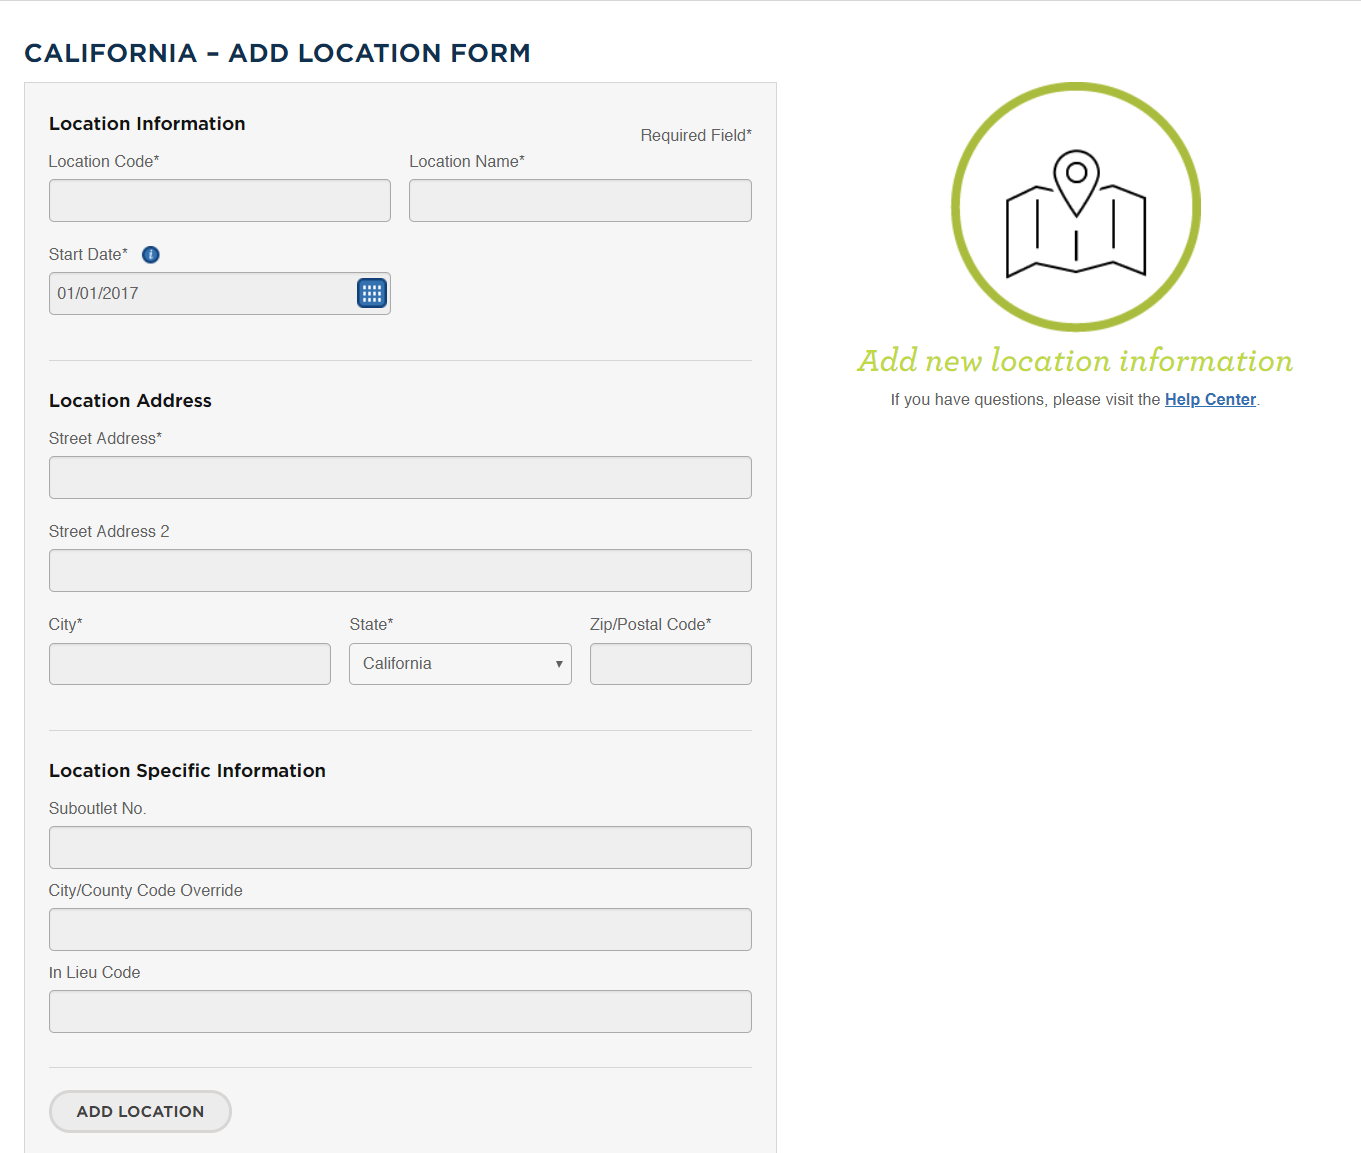 CALIFORNIA – ADD LOCATION FORM
Location Information
Required Field*
Location Code*
Location Name*
Start Date*
i
01/01/2017
Add new location information
If you have questions, please visit the Help Center.
Location Address
Street Address*
Street Address 2
City*
State*
Zip/Postal Code*
California
Location Specific Information
Suboutlet No.
City/County Code Override
In Lieu Code
ADD LOCATION